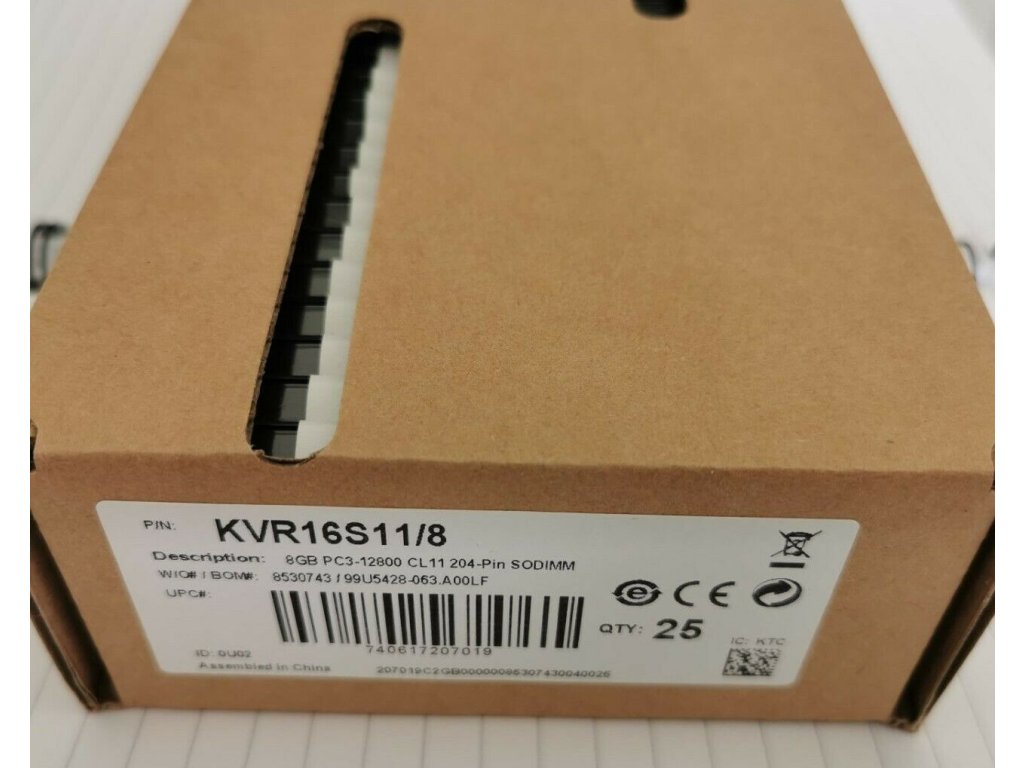 P/N: KVR16S11/8
Description: 8GB PC3-12800 CL11 204-Pin SODIMM
W/O# / BOM#: 8530743 / 99U5428-063.A00LF
UPC#:
740617207019
CE
QTY: 25
IC: KTC
ID: 0U02
Assembled in China